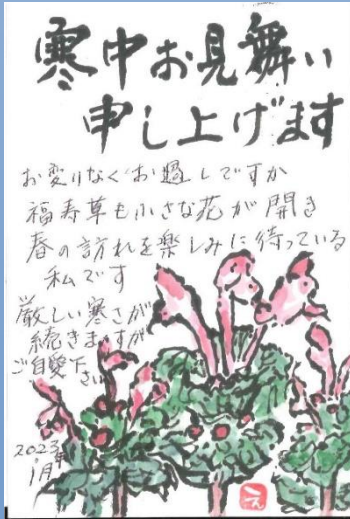 寒中お見舞い
申し上げます
お変りなくお過しですか
福寿草も小さな花が開き
春の訪れを楽しみに待っている
私です
厳しい寒さが
続きますが
ご自愛下さい
2023年
1月